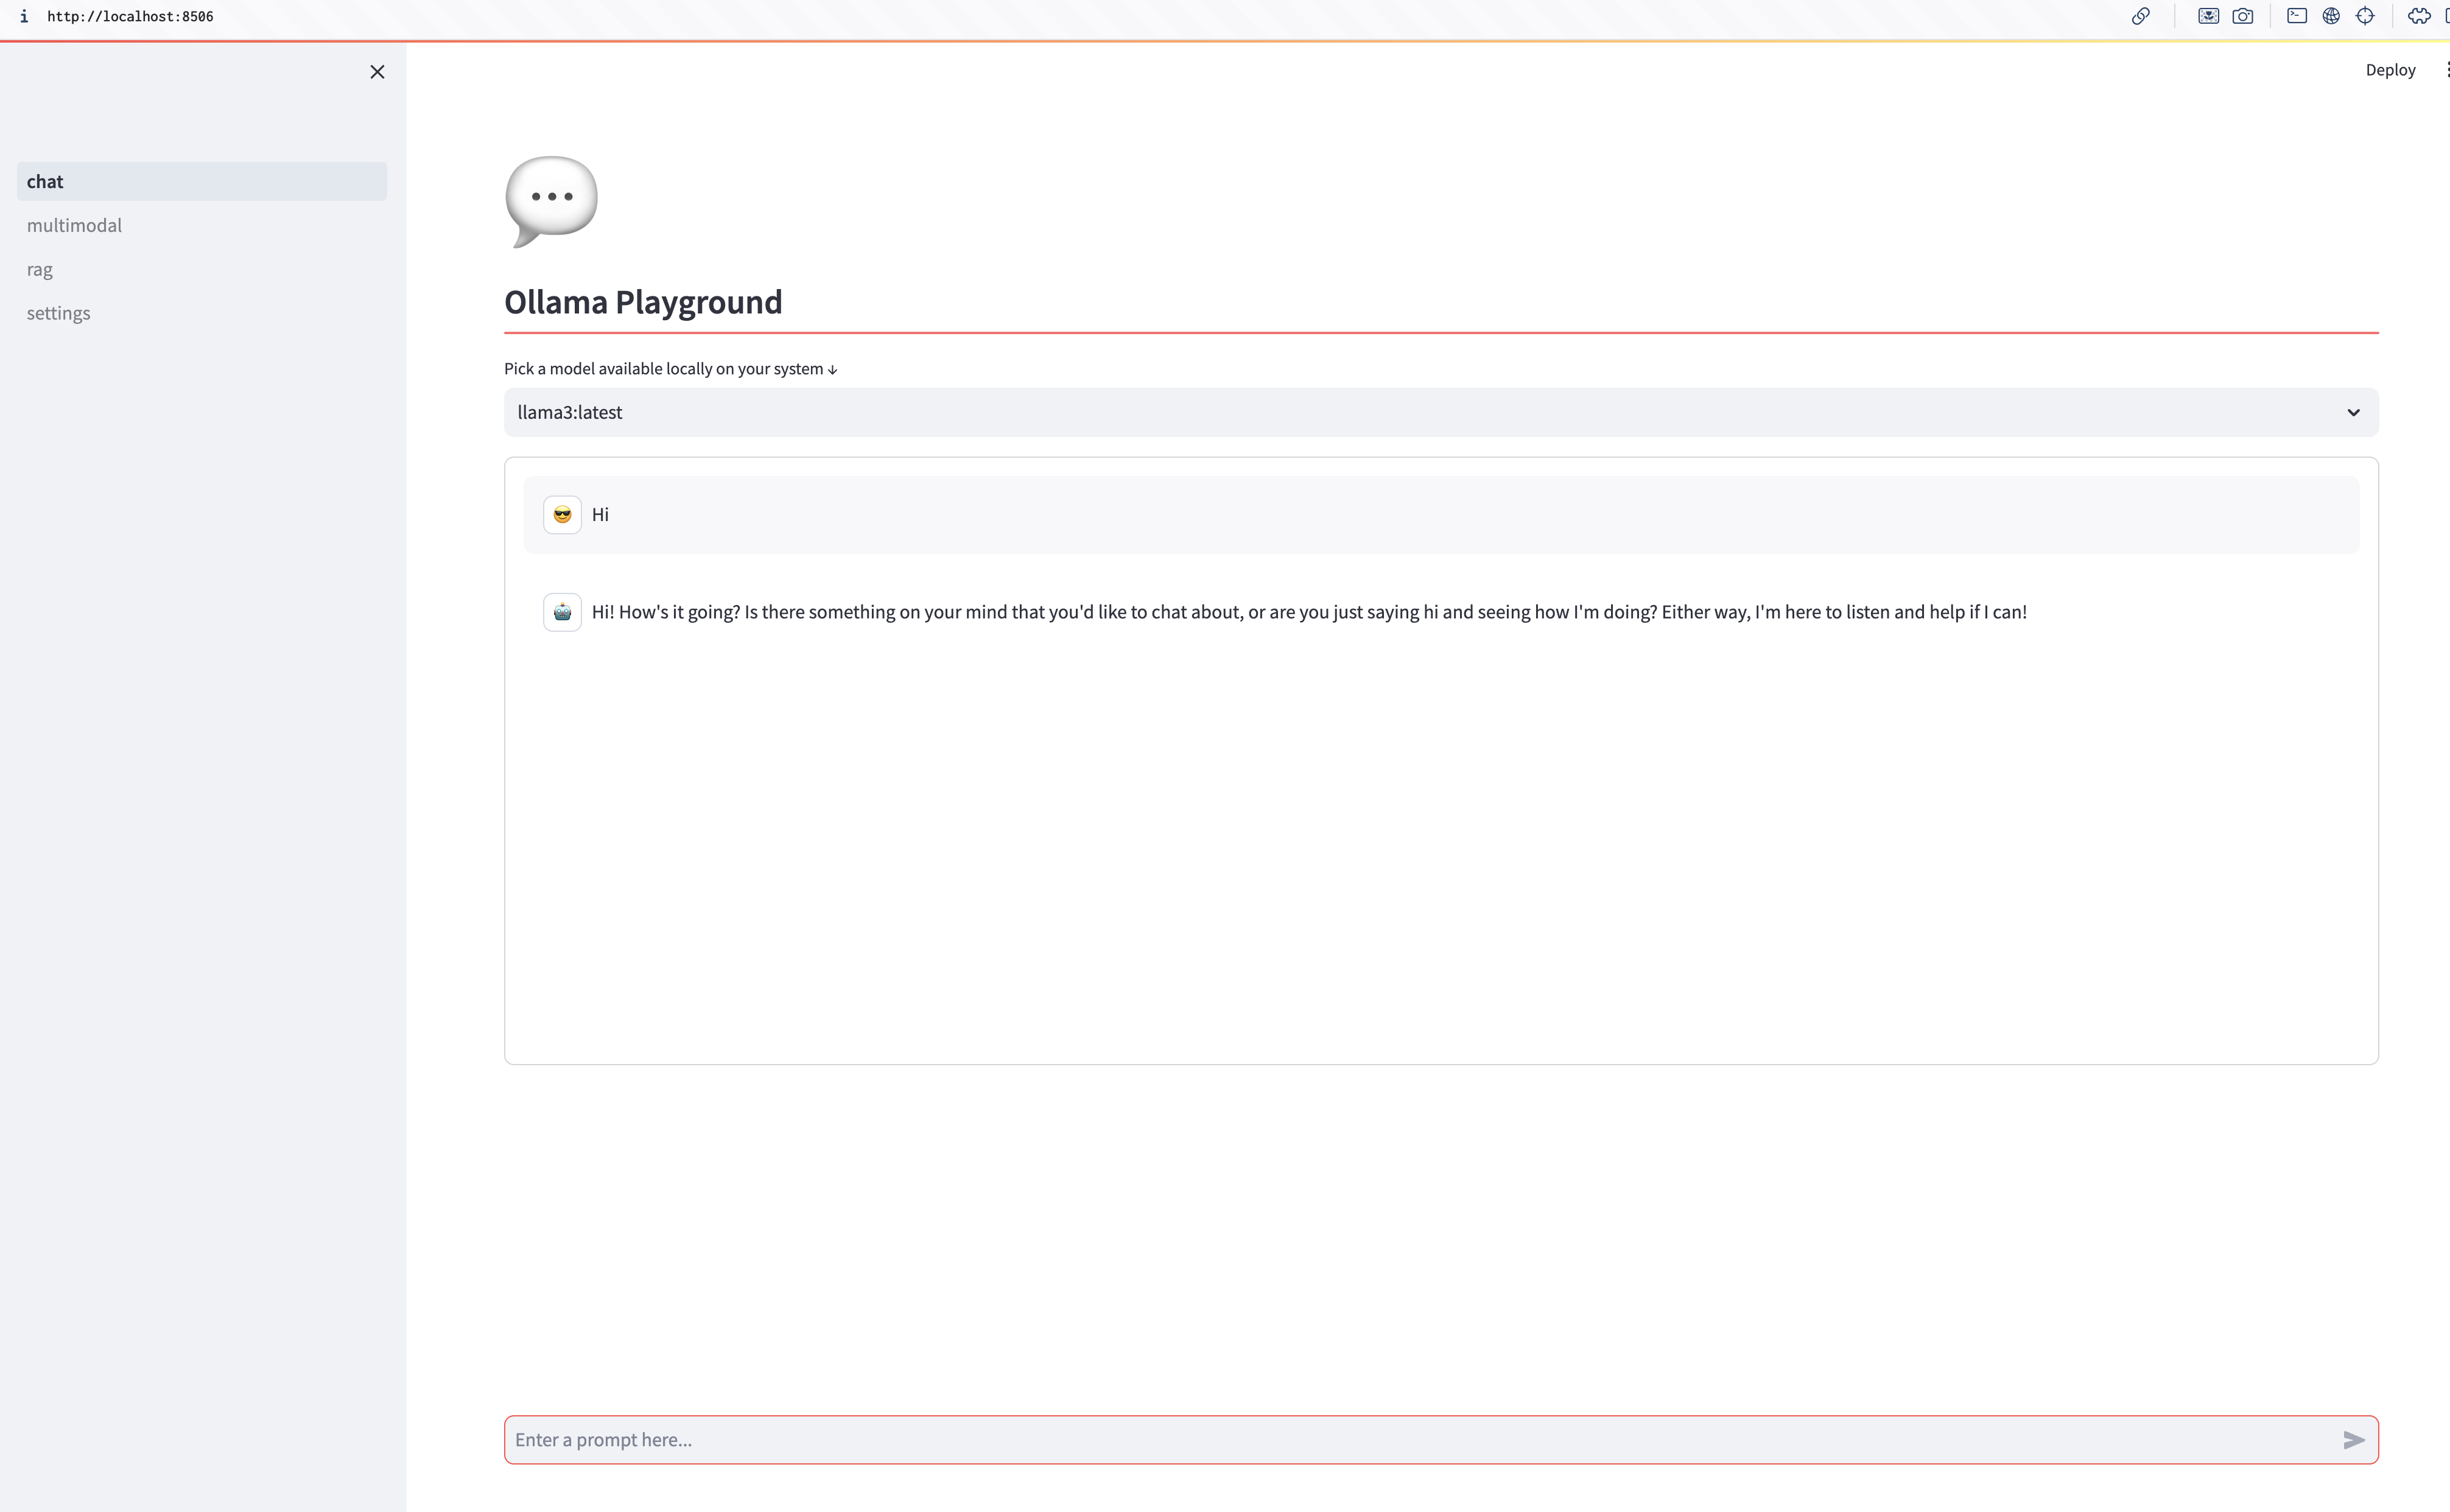 http://localhost:8506
Deploy
chat
multimodal
rag
settings
Ollama Playground
Pick a model available locally on your system ↓
llama3:latest
Hi
Hi! How's it going? Is there something on your mind that you'd like to chat about, or are you just saying hi and seeing how I'm doing? Either way, I'm here to listen and help if I can!
Enter a prompt here...